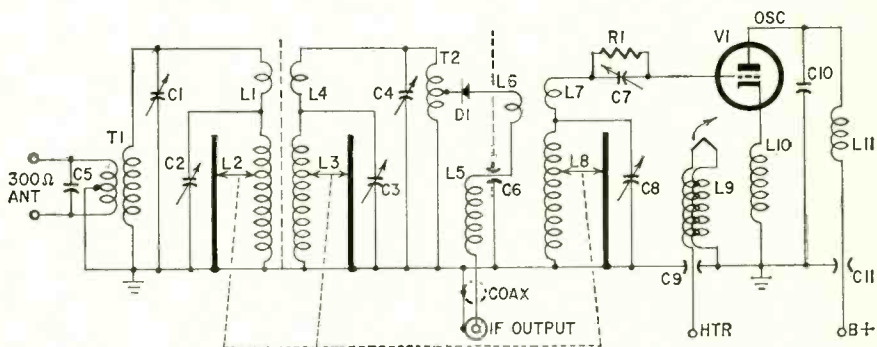 OSC
V1
R1
T2
L6
C10
L1
L4
C4
L7
C7
C1
D1
T1
L10
L11
C2
L2
L3
C5
300Ω
ANT
C3
L5
C6
L8
C8
L9
C9
C11
COAX
IF OUTPUT
HTR
B+